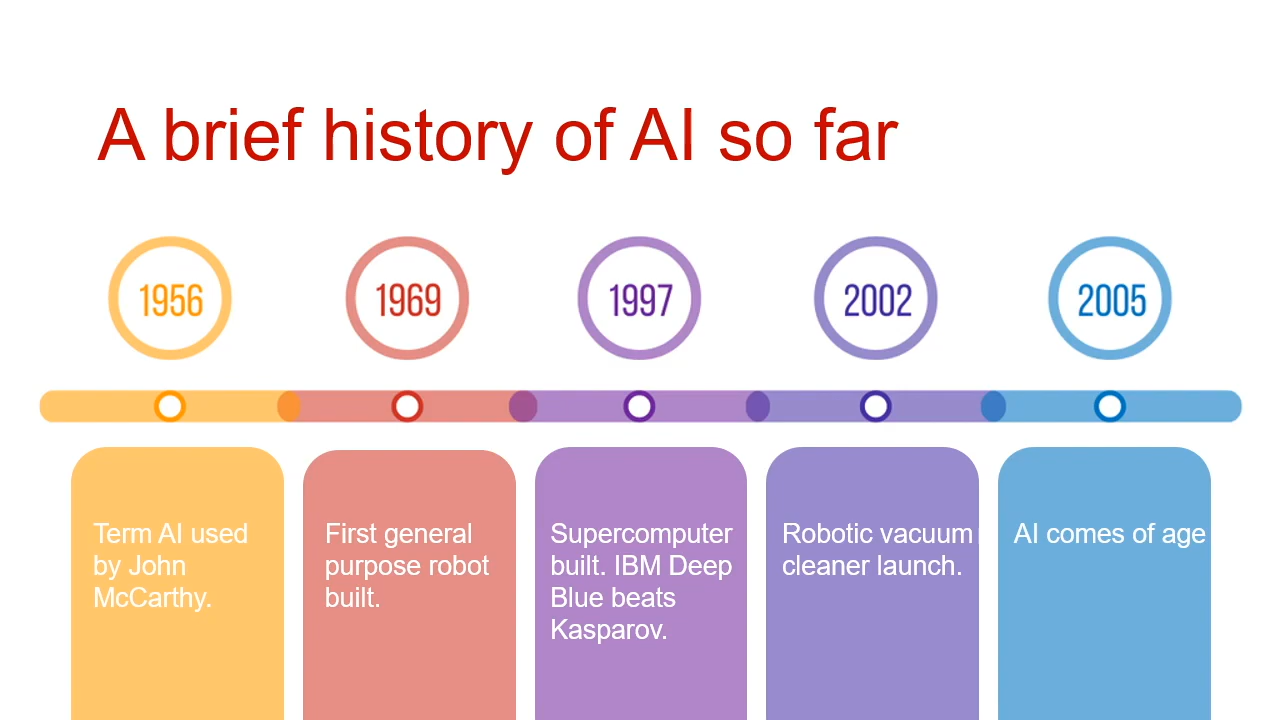 A brief history of AI so far
1956
1969
1997
2002
2005
Term AI used
by John
McCarthy.
First general
purpose robot
built.
Supercomputer
built. IBM Deep
Blue beats
Kasparov.
Robotic vacuum
cleaner launch.
AI comes of age